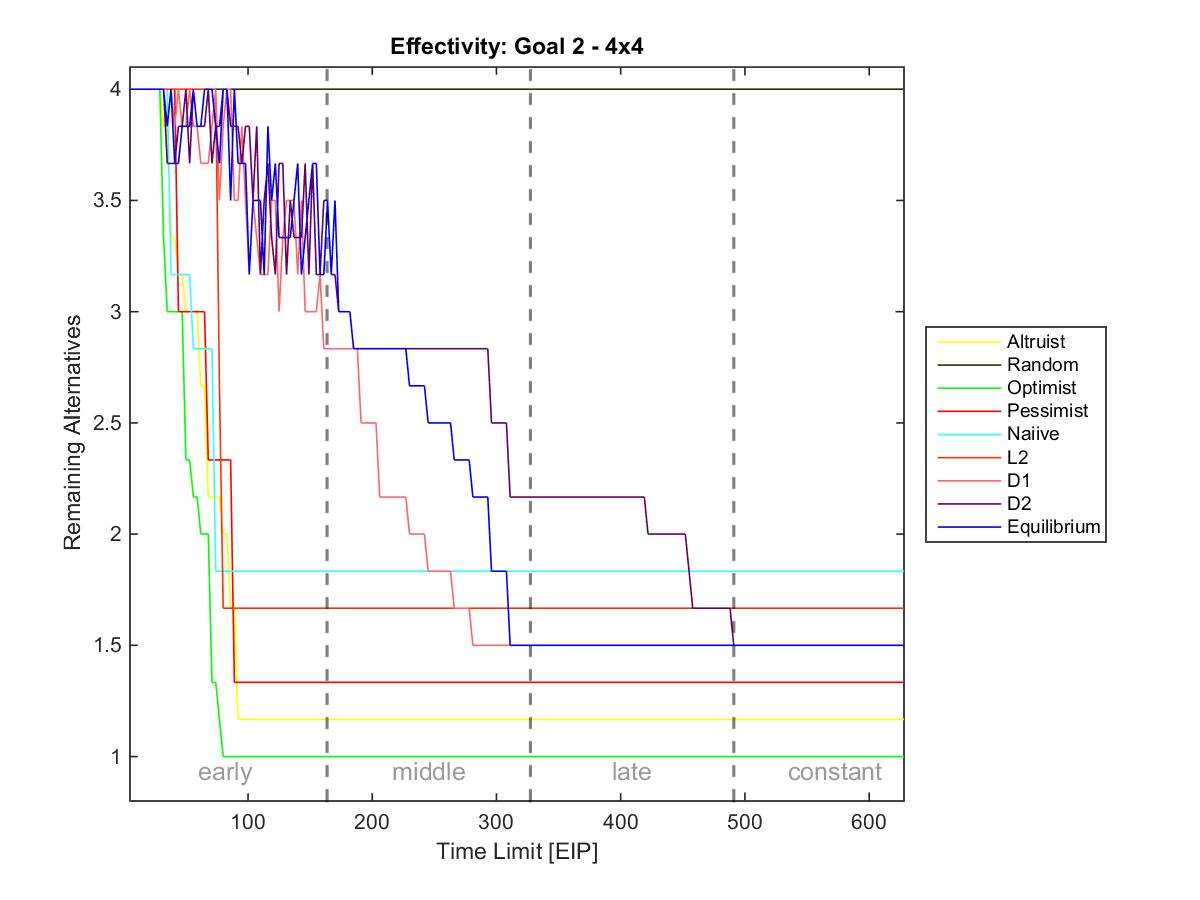 Effectivity: Goal 2 - 4x4
4
3.5
3
2.5
2
1.5
1
Remaining Alternatives
early
middle
late
constant
100
200
300
400
500
600
Time Limit [EIP]
Altruist
Random
Optimist
Pessimist
Naiive
L2
D1
D2
Equilibrium